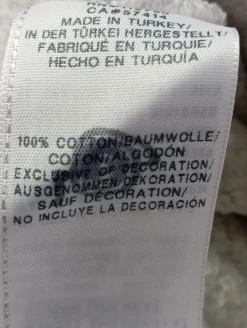 CA#57414
MADE IN TURKEY/
IN DER TÜRKEI HERGESTELLT/
FABRIQUÉ EN TURQUIE/
HECHO EN TURQUÍA
100% COTTON/BAUMWOLLE/
COTON/ALGODÓN
EXCLUSIVE OF DECORATION/
AUSGENOMMEN DEKORATION/
SAUF DÉCORATION/
NO INCLUYE LA DECORACIÓN